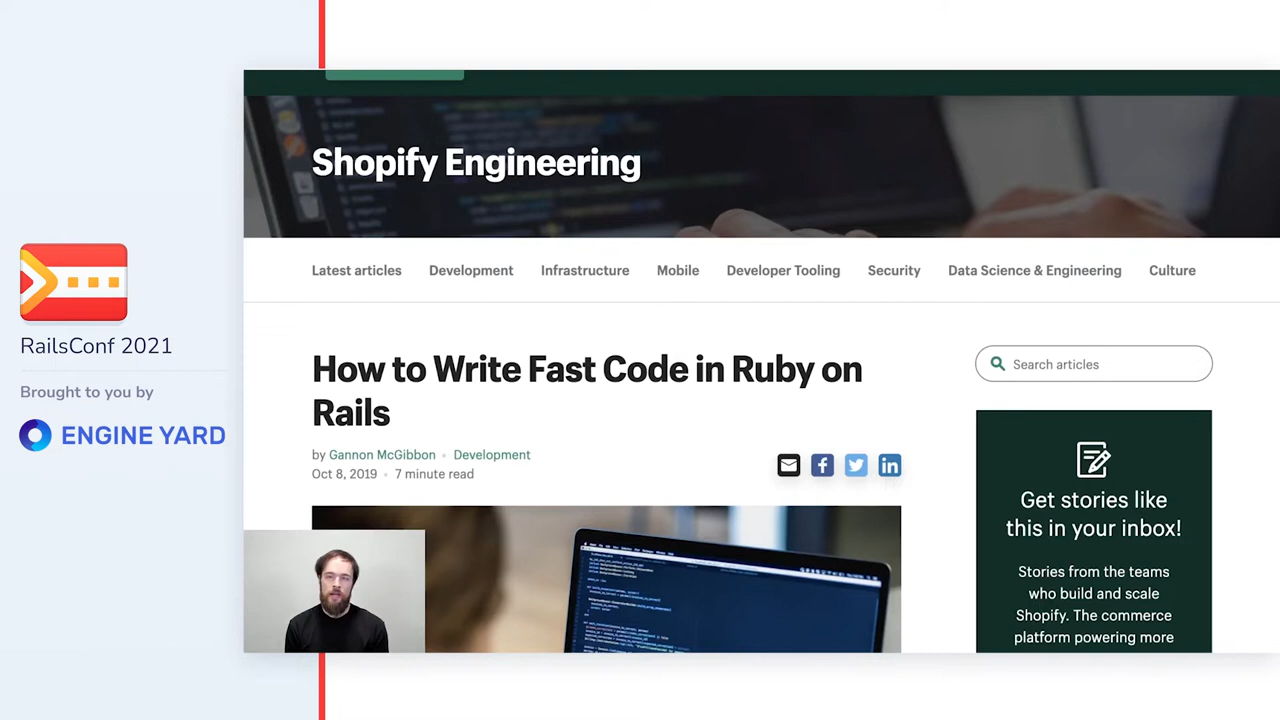 Shopify Engineering
Latest articles Development Infrastructure Mobile Developer Tooling Security Data Science & Engineering Culture
How to Write Fast Code in Ruby on
Rails
by Gannon McGibbon • Development
Oct 8, 2019 • 7 minute read
Search articles
Get stories like
this in your inbox!
Stories from the teams
who build and scale
Shopify. The commerce
platform powering more
RailsConf 2021
Brought to you by
ENGINE YARD